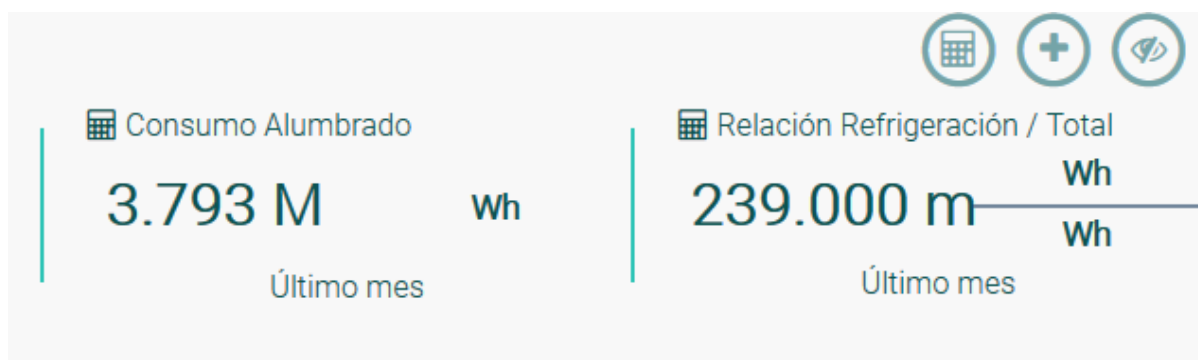 Consumo Alumbrado
3.793 M Wh
Último mes
Relación Refrigeración / Total
239.000 m Wh
Wh
Último mes